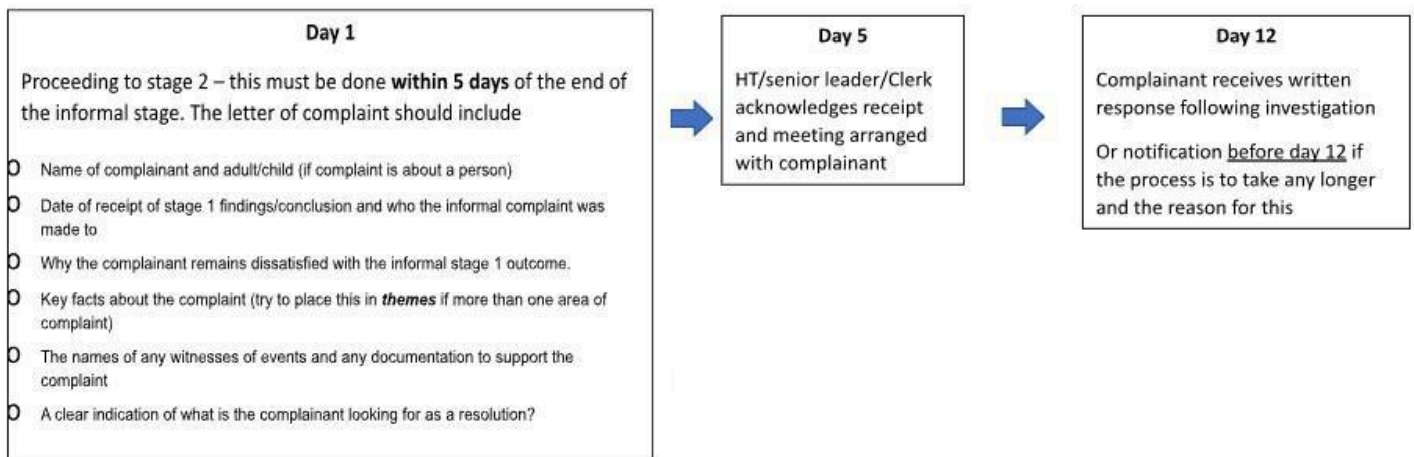 Day 1
Proceeding to stage 2 – this must be done within 5 days of the end of
the informal stage. The letter of complaint should include
o Name of complainant and adult/child (if complaint is about a person)
o Date of receipt of stage 1 findings/conclusion and who the informal complaint was
made to
o Why the complainant remains dissatisfied with the informal stage 1 outcome.
o Key facts about the complaint (try to place this in themes if more than one area of
complaint)
o The names of any witnesses of events and any documentation to support the
complaint
o A clear indication of what is the complainant looking for as a resolution?
Day 5
HT/senior leader/Clerk
acknowledges receipt
and meeting arranged
with complainant
Day 12
Complainant receives written
response following investigation
Or notification before day 12 if
the process is to take any longer
and the reason for this